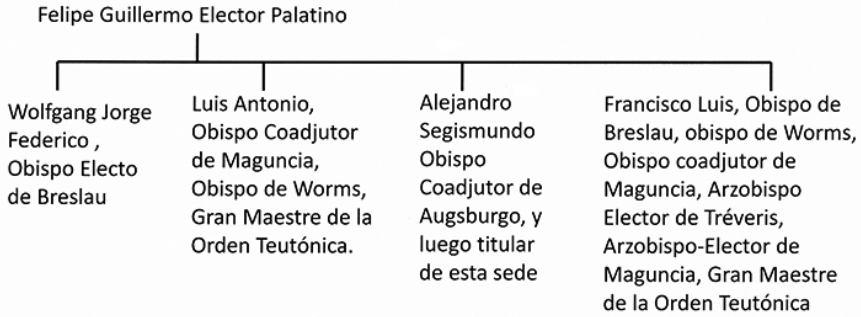 Felipe Guillermo Elector Palatino
Wolfgang Jorge
Federico ,
Obispo Electo
de Breslau
Luis Antonio,
Obispo Coadjutor
de Maguncia,
Obispo de Worms,
Gran Maestre de la
Orden Teutónica.
Alejandro
Segismundo
Obispo
Coadjutor de
Augsburgo, y
luego titular
de esta sede
Francisco Luis, Obispo de
Breslau, obispo de Worms,
Obispo coadjutor de
Maguncia, Arzobispo
Elector de Tréveris,
Arzobispo-Elector de
Maguncia, Gran Maestre
de la Orden Teutónica